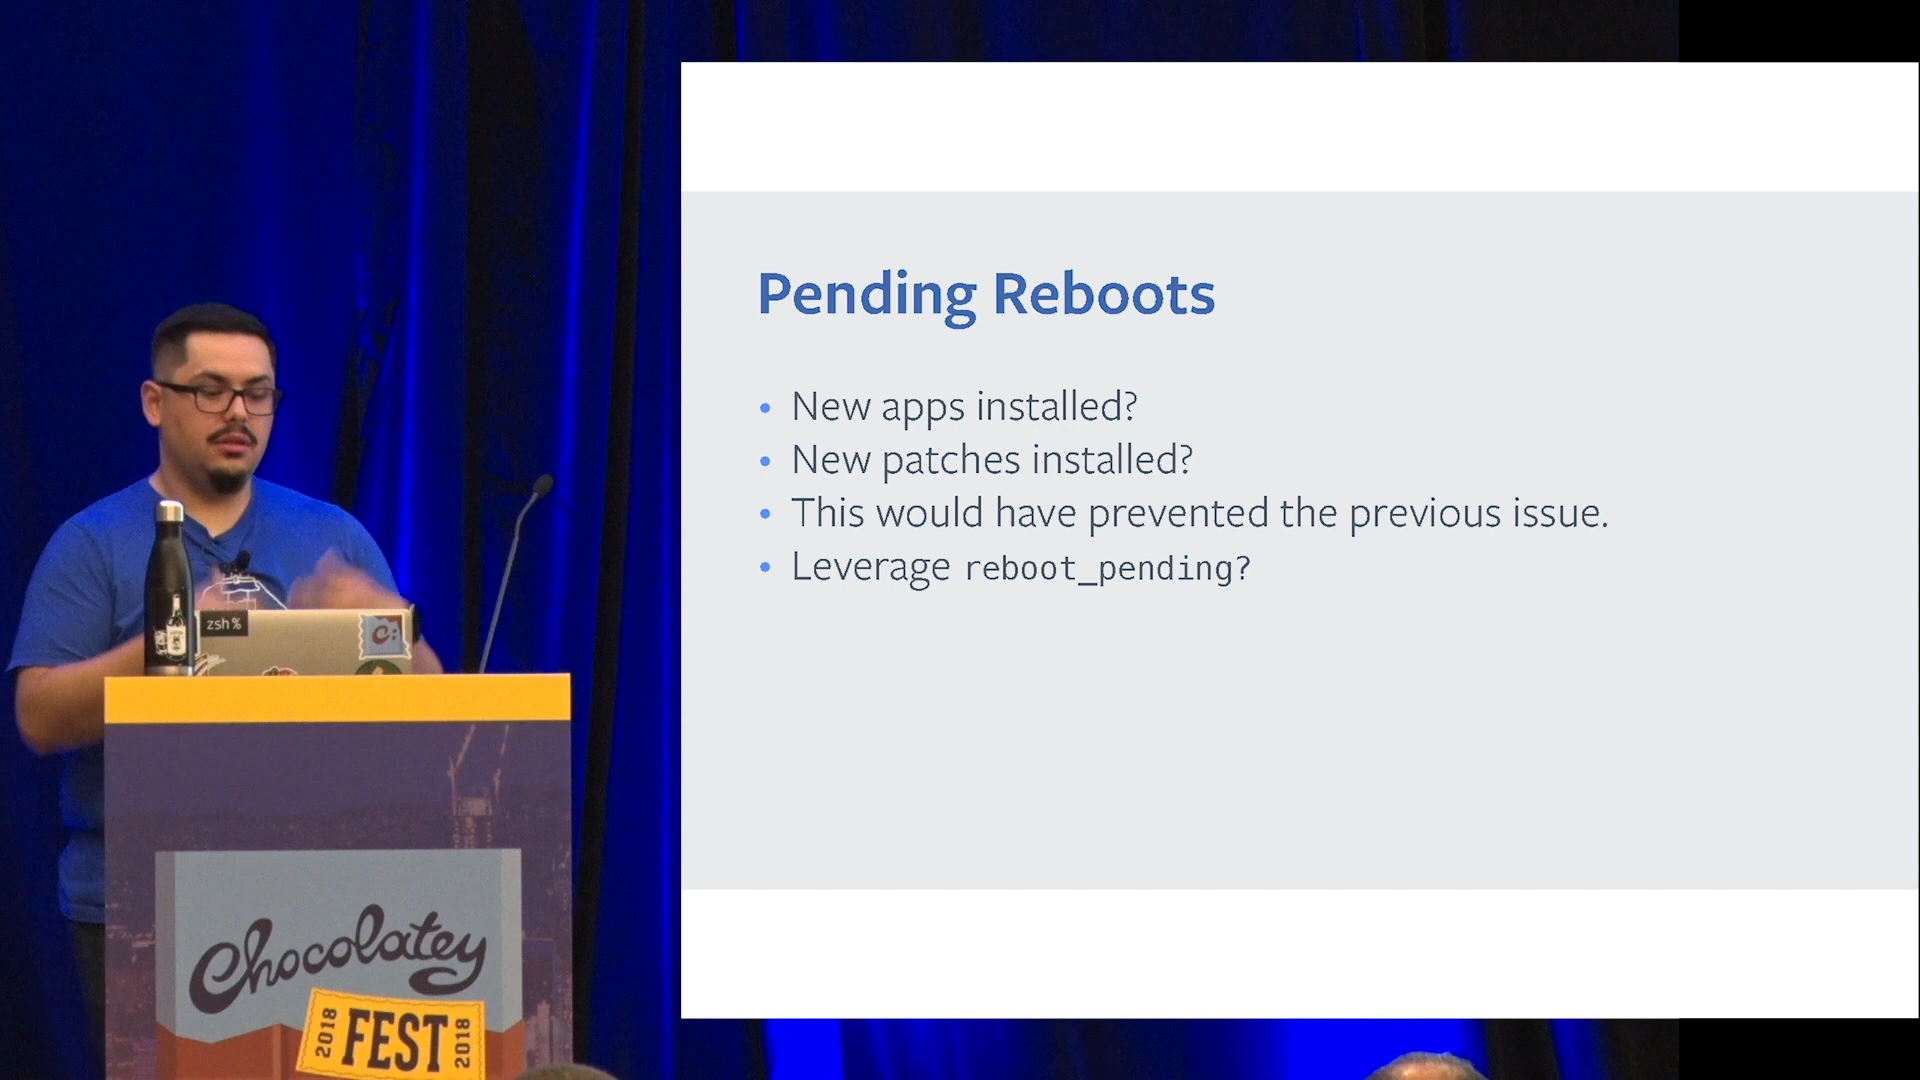 Pending Reboots
• New apps installed?
• New patches installed?
• This would have prevented the previous issue.
• Leverage reboot_pending?
zsh %
C:
Chocolatey
2018 FEST 2018